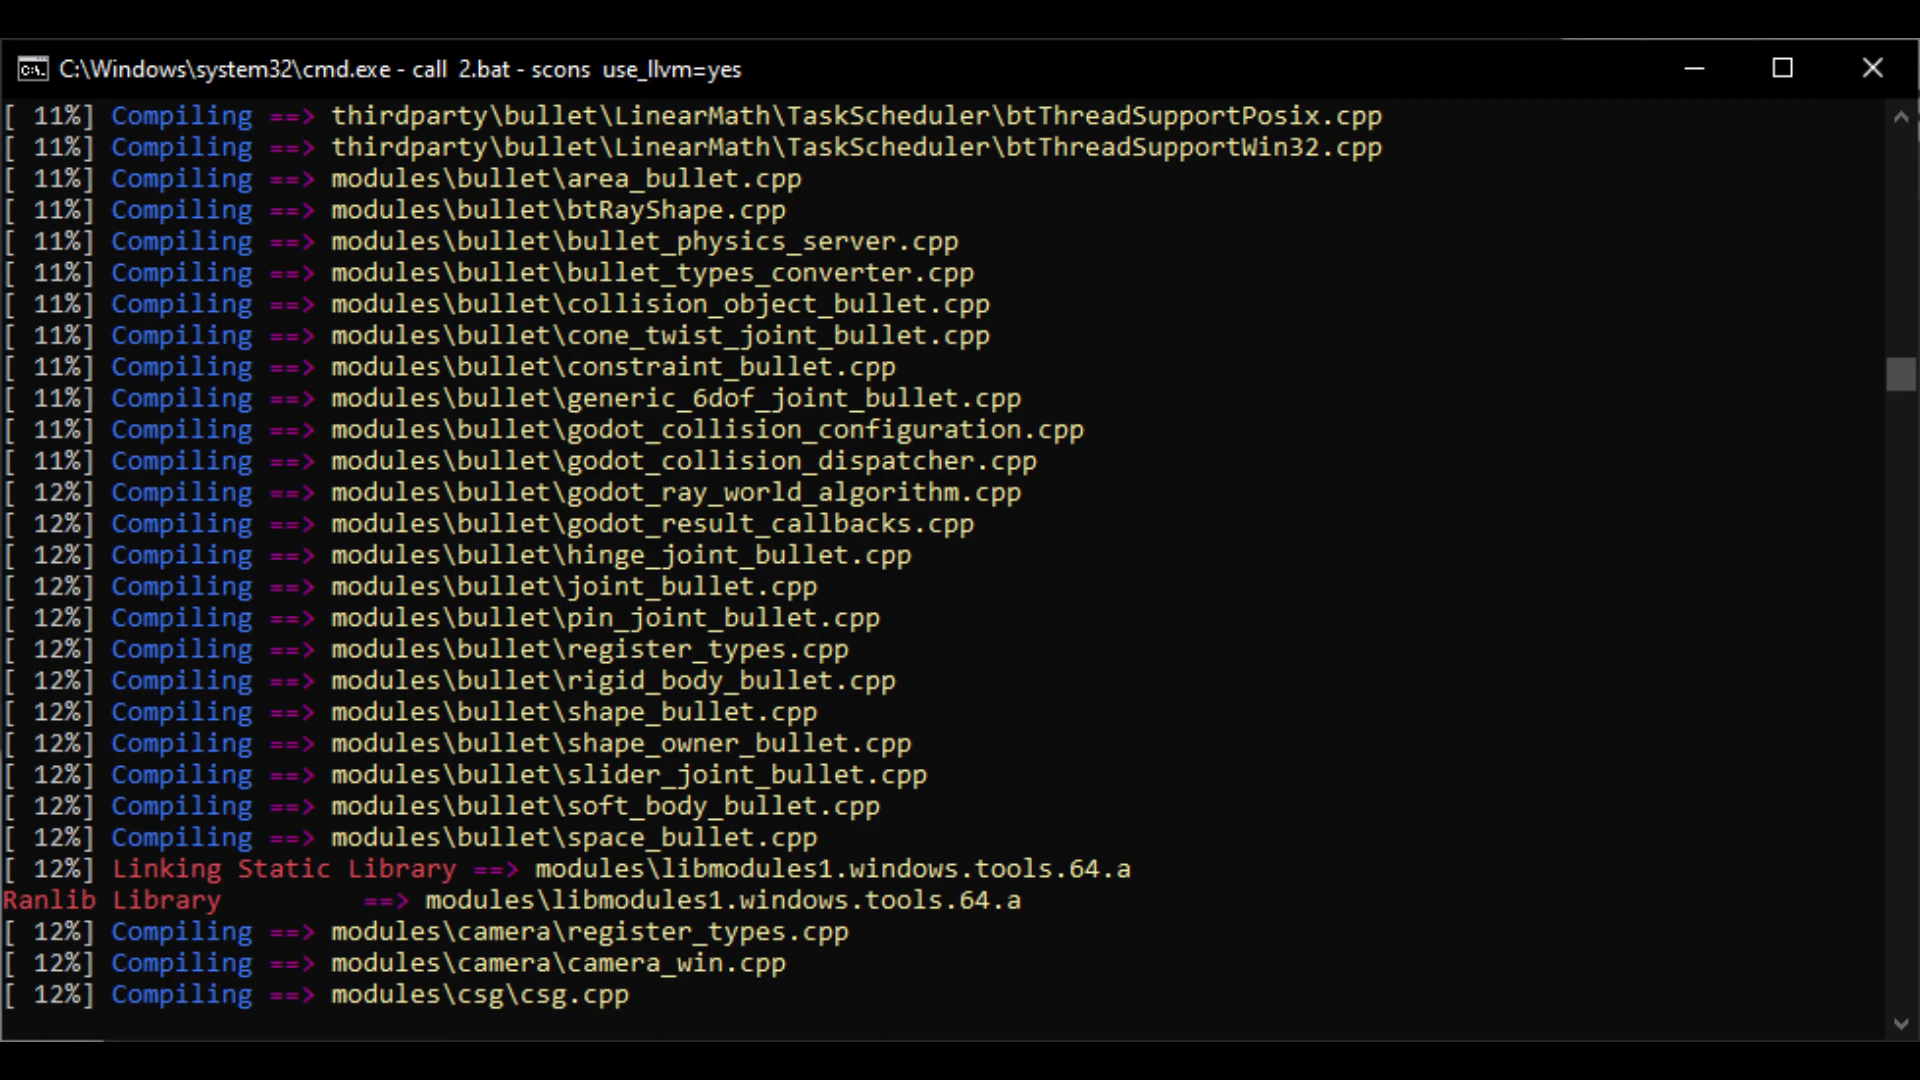 C:\Windows\system32\cmd.exe - call  2.bat - scons  use_llvm=yes
[ 11%] Compiling ==> thirdparty\bullet\LinearMath\TaskScheduler\btThreadSupportPosix.cpp
[ 11%] Compiling ==> thirdparty\bullet\LinearMath\TaskScheduler\btThreadSupportWin32.cpp
[ 11%] Compiling ==> modules\bullet\area_bullet.cpp
[ 11%] Compiling ==> modules\bullet\btRayShape.cpp
[ 11%] Compiling ==> modules\bullet\bullet_physics_server.cpp
[ 11%] Compiling ==> modules\bullet\bullet_types_converter.cpp
[ 11%] Compiling ==> modules\bullet\collision_object_bullet.cpp
[ 11%] Compiling ==> modules\bullet\cone_twist_joint_bullet.cpp
[ 11%] Compiling ==> modules\bullet\constraint_bullet.cpp
[ 11%] Compiling ==> modules\bullet\generic_6dof_joint_bullet.cpp
[ 11%] Compiling ==> modules\bullet\godot_collision_configuration.cpp
[ 11%] Compiling ==> modules\bullet\godot_collision_dispatcher.cpp
[ 12%] Compiling ==> modules\bullet\godot_ray_world_algorithm.cpp
[ 12%] Compiling ==> modules\bullet\godot_result_callbacks.cpp
[ 12%] Compiling ==> modules\bullet\hinge_joint_bullet.cpp
[ 12%] Compiling ==> modules\bullet\joint_bullet.cpp
[ 12%] Compiling ==> modules\bullet\pin_joint_bullet.cpp
[ 12%] Compiling ==> modules\bullet\register_types.cpp
[ 12%] Compiling ==> modules\bullet\rigid_body_bullet.cpp
[ 12%] Compiling ==> modules\bullet\shape_bullet.cpp
[ 12%] Compiling ==> modules\bullet\shape_owner_bullet.cpp
[ 12%] Compiling ==> modules\bullet\slider_joint_bullet.cpp
[ 12%] Compiling ==> modules\bullet\soft_body_bullet.cpp
[ 12%] Compiling ==> modules\bullet\space_bullet.cpp
[ 12%] Linking Static Library ==> modules\libmodules1.windows.tools.64.a
Ranlib Library         ==> modules\libmodules1.windows.tools.64.a
[ 12%] Compiling ==> modules\camera\register_types.cpp
[ 12%] Compiling ==> modules\camera\camera_win.cpp
[ 12%] Compiling ==> modules\csg\csg.cpp